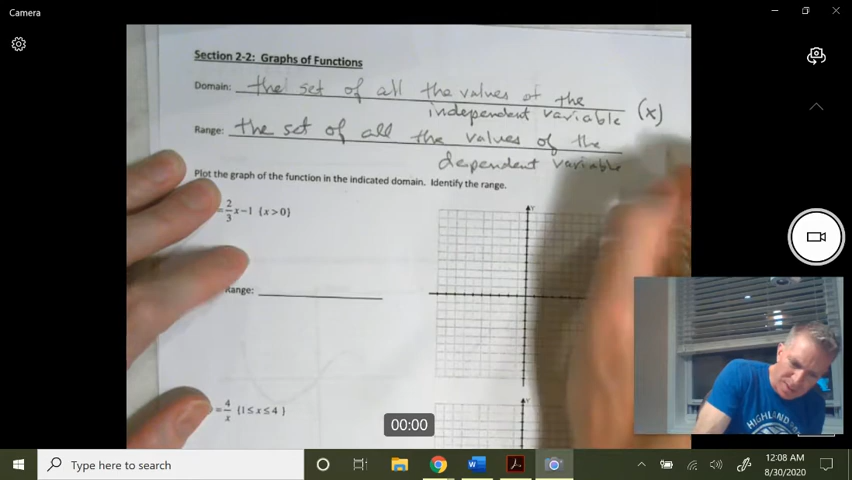 Camera
Section 2-2: Graphs of Functions
Domain: the set of all the values of the
independent variable (x)
Range: the set of all the values of the
dependent variable
Plot the graph of the function in the indicated domain. Identify the range.
= 2/3 x-1 {x>0}
y
Range:
= 4/x {1≤x≤4}
y
00:00
HIGHLAND
Type here to search
12:08 AM
8/30/2020